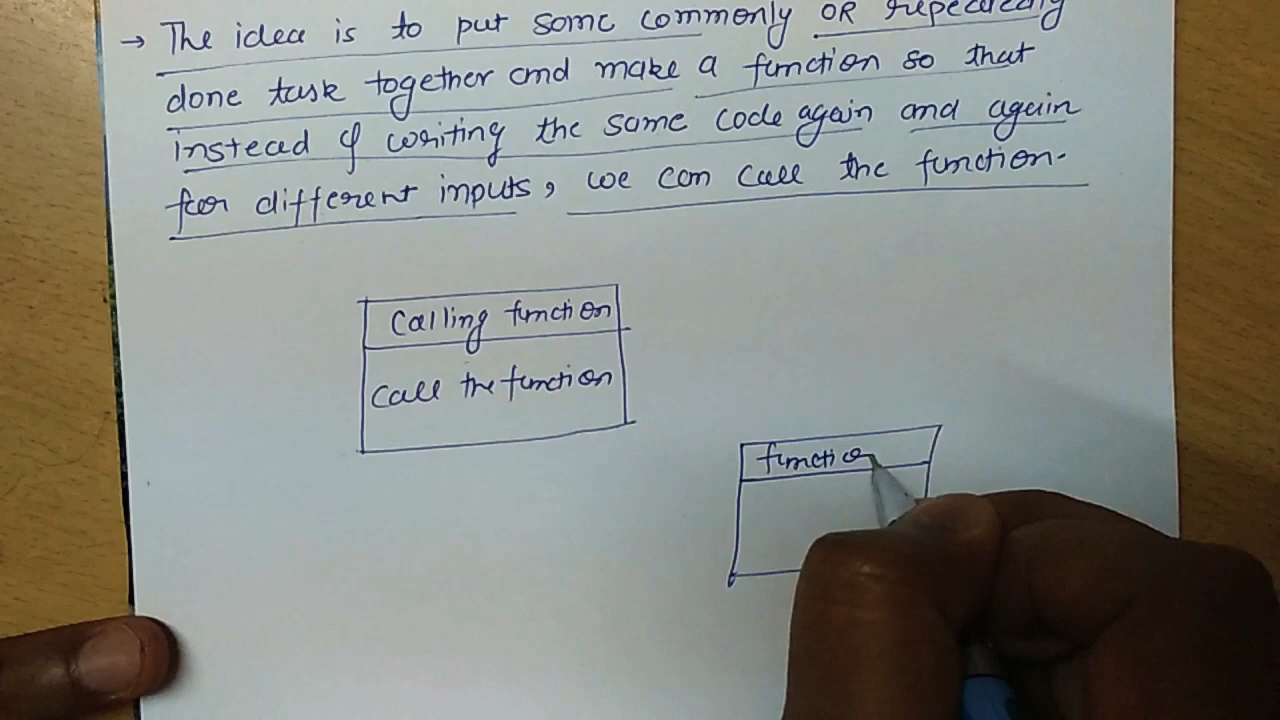 → The idea is to put some commonly OR repeatedly
done task together and make a function so that
instead of writing the same code again and again
for different inputs, we can call the function.
Calling function
call the function
functio